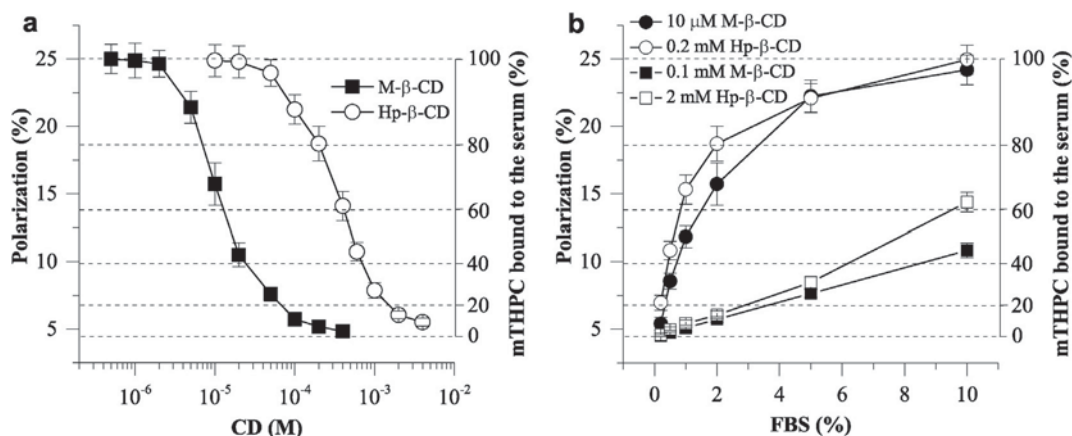 a
Polarization (%)
25
20
15
10
5
M-β-CD
Hp-β-CD
100
80
60
40
20
0
mTHPC bound to the serum (%)
10⁻⁶
10⁻⁵
10⁻⁴
10⁻³
10⁻²
CD (M)
b
10 μM M-β-CD
0.2 mM Hp-β-CD
0.1 mM M-β-CD
2 mM Hp-β-CD
Polarization (%)
25
20
15
10
5
100
80
60
40
20
0
mTHPC bound to the serum (%)
0
2
4
6
8
10
FBS (%)